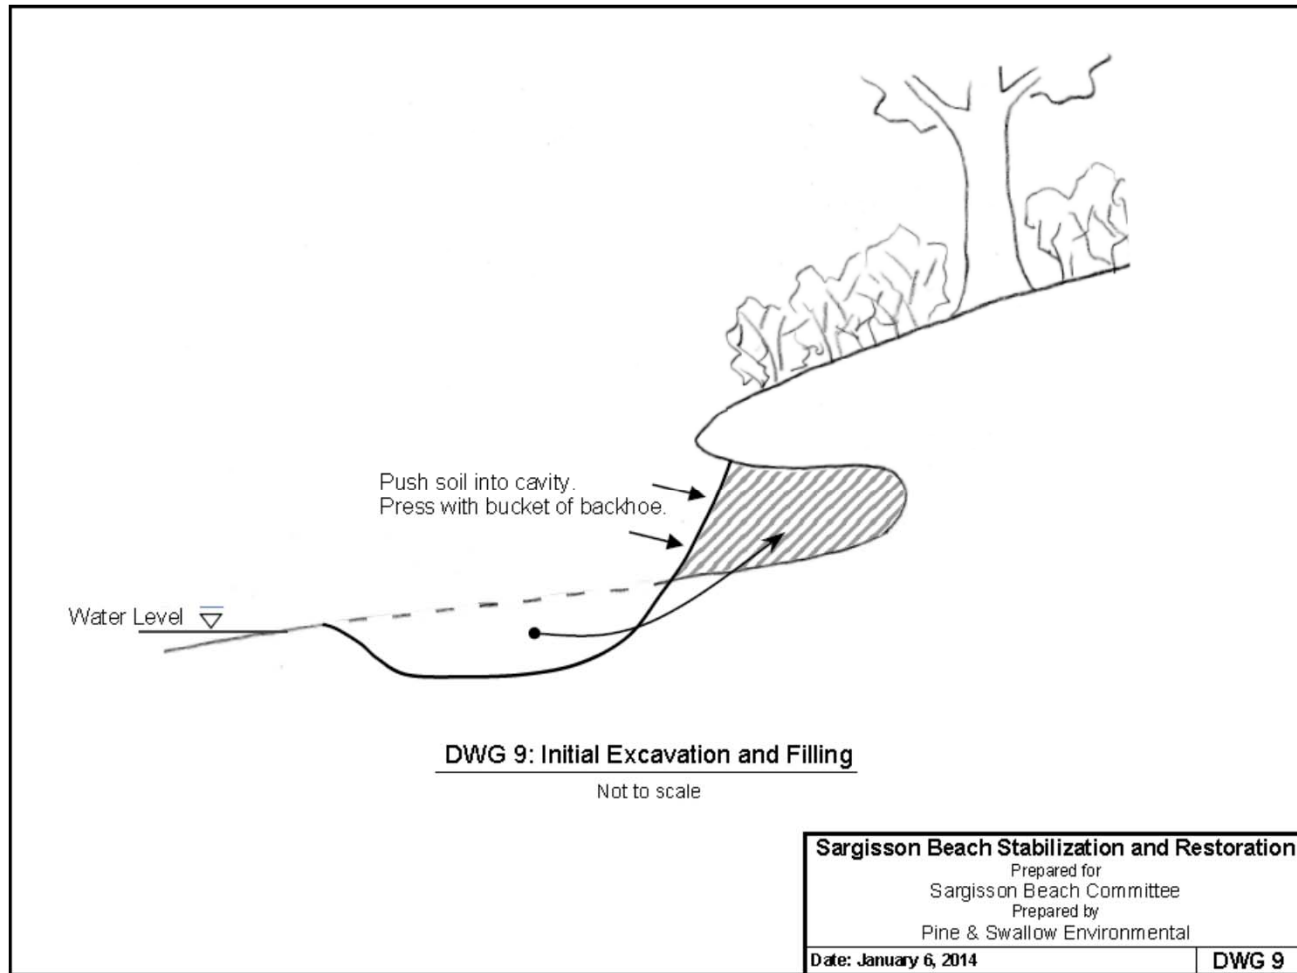 Push soil into cavity.
Press with bucket of backhoe.
Water Level
DWG 9: Initial Excavation and Filling
Not to scale
Sargisson Beach Stabilization and Restoration
Prepared for
Sargisson Beach Committee
Prepared by
Pine & Swallow Environmental
Date: January 6, 2014
DWG 9